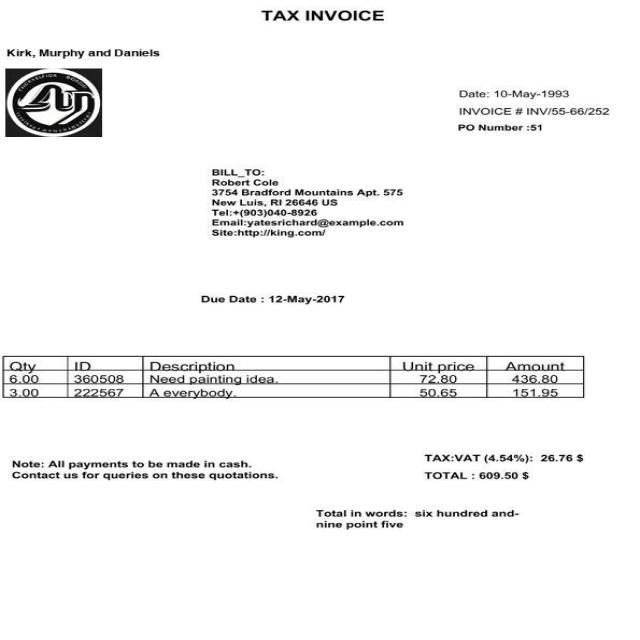 TAX INVOICE
Kirk, Murphy and Daniels
Date: 10-May-1993
INVOICE # INV/55-66/252
PO Number :51
BILL_TO:
Robert Cole
3754 Bradford Mountains Apt. 575
New Luis, RI 26646 US
Tel:+(903)040-8926
Email:yatesrichard@example.com
Site:http://king.com/
Due Date : 12-May-2017
Qty ID Description Unit price Amount
6.00 360508 Need painting idea. 72.80 436.80
3.00 222567 A everybody. 50.65 151.95
TAX:VAT (4.54%): 26.76 $
Note: All payments to be made in cash.
Contact us for queries on these quotations.
TOTAL : 609.50 $
Total in words: six hundred and-
nine point five